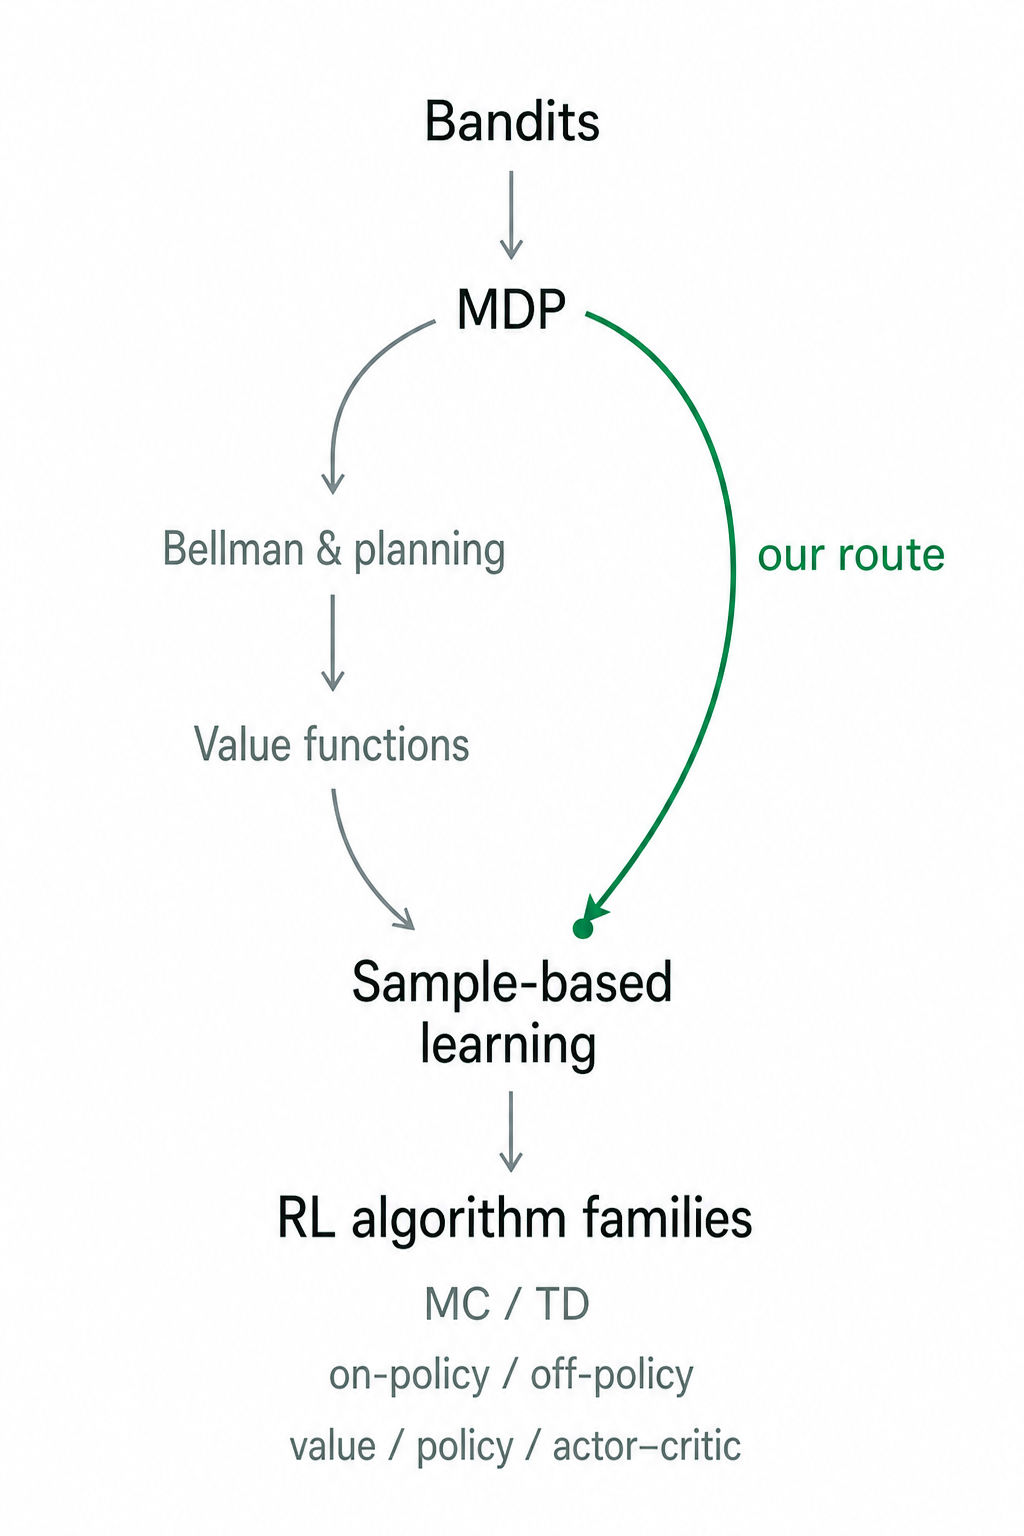 Bandits
MDP
Bellman & planning
our route
Value functions
Sample-based
learning
RL algorithm families
MC / TD
on-policy / off-policy
value / policy / actor–critic